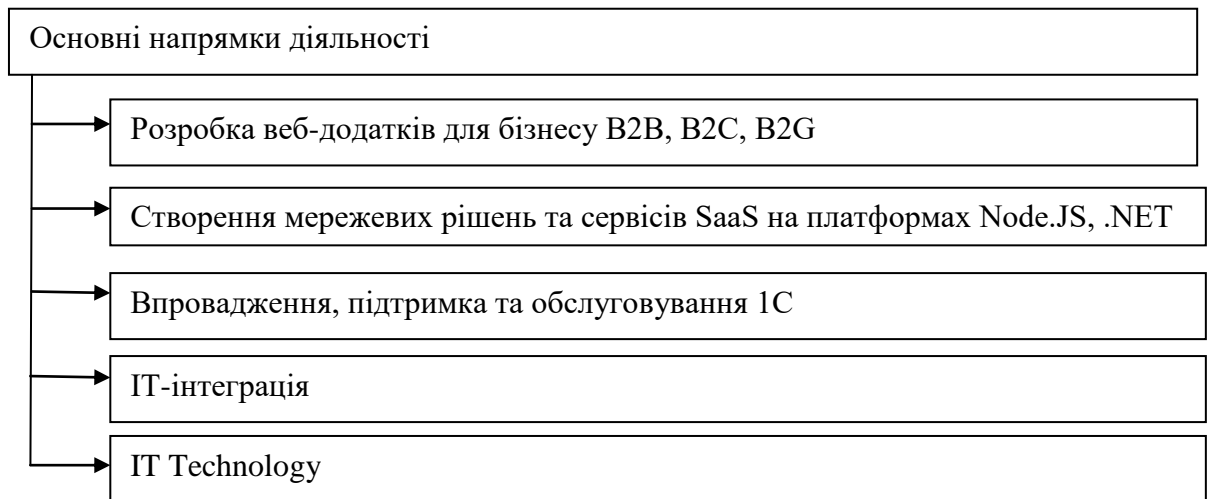 Основні напрямки діяльності
Розробка веб-додатків для бізнесу B2B, B2C, B2G
Створення мережевих рішень та сервісів SaaS на платформах Node.JS, .NET
Впровадження, підтримка та обслуговування 1С
ІТ-інтеграція
IT Technology